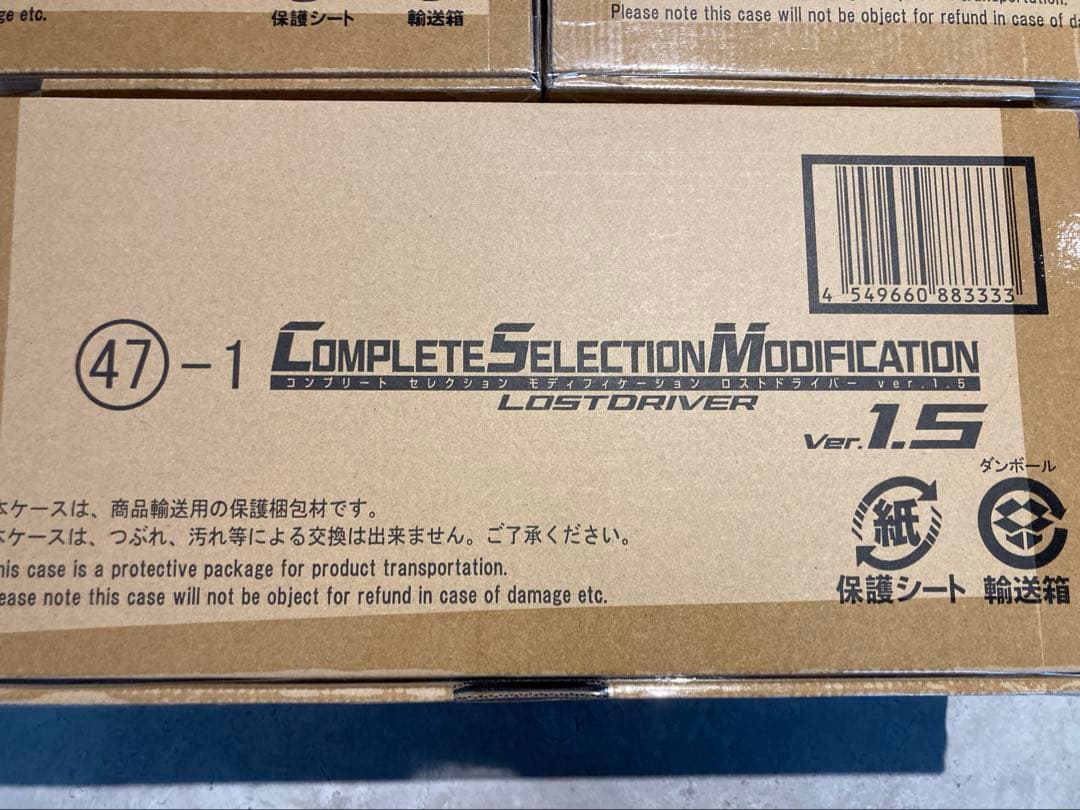 ge etc.
保護シート 輸送箱
Please note this case will not be object for refund in case of da
4 549660 883333
47-1
COMPLETE SELECTION MODIFICATION
コンプリート セレクション モディフィケーション ロストドライバー ver.1.5
LOSTDRIVER
Ver.1.5
本ケースは、商品輸送用の保護梱包材です。
本ケースは、つぶれ、汚れ等による交換は出来ません。ご了承ください。
his case is a protective package for product transportation.
ease note this case will not be object for refund in case of damage etc.
ダンボール
紙
保護シート 輸送箱